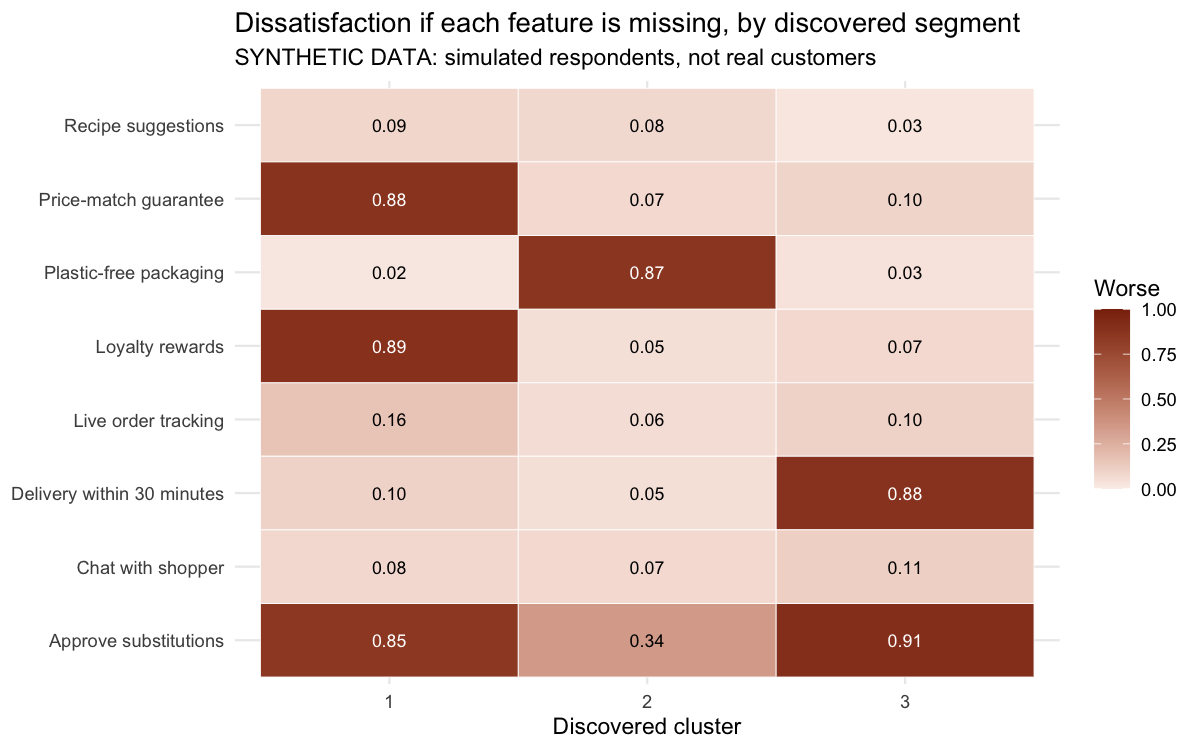 Dissatisfaction if each feature is missing, by discovered segment
SYNTHETIC DATA: simulated respondents, not real customers
Recipe suggestions 0.09 0.08 0.03
Price-match guarantee 0.88 0.07 0.10
Plastic-free packaging 0.02 0.87 0.03
Loyalty rewards 0.89 0.05 0.07
Live order tracking 0.16 0.06 0.10
Delivery within 30 minutes 0.10 0.05 0.88
Chat with shopper 0.08 0.07 0.11
Approve substitutions 0.85 0.34 0.91
1 2 3
Discovered cluster
Worse
1.00
0.75
0.50
0.25
0.00